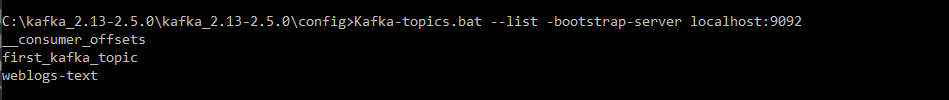 C:\kafka_2.13-2.5.0\kafka_2.13-2.5.0\config>Kafka-topics.bat --list -bootstrap-server localhost:9092
__consumer_offsets
first_kafka_topic
weblogs-text